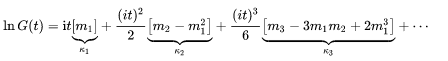 ln G(t) = it[m₁] + (it)²/2 [m₂ − m₁²] + (it)³/6 [m₃ − 3m₁m₂ + 2m₁³] + ⋯
κ₁ κ₂ κ₃